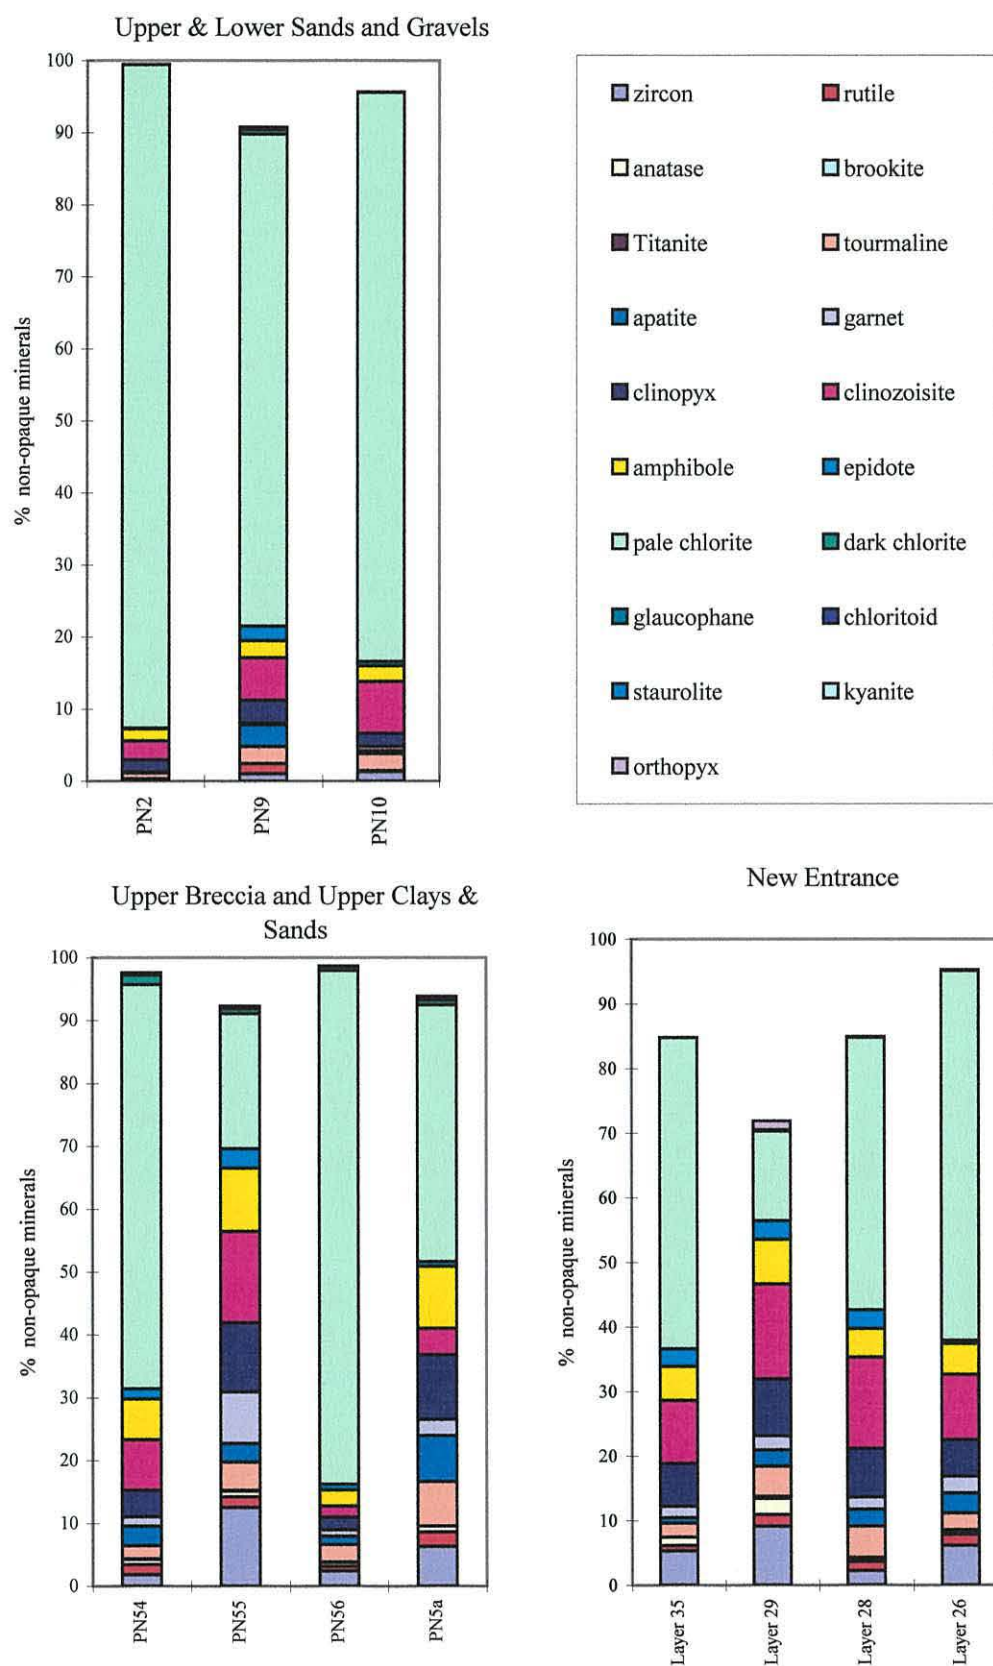 Upper & Lower Sands and Gravels
100
90
80
70
60
50
40
30
20
10
0
% non-opaque minerals
PN2
PN9
PN10
zircon
rutile
anatase
brookite
Titanite
tourmaline
apatite
garnet
clinopyx
clinozoisite
amphibole
epidote
pale chlorite
dark chlorite
glaucophane
chloritoid
staurolite
kyanite
orthopyx
Upper Breccia and Upper Clays &
Sands
100
90
80
70
60
50
40
30
20
10
0
% non-opaque minerals
PN54
PN55
PN56
PN5a
New Entrance
100
90
80
70
60
50
40
30
20
10
0
% non-opaque minerals
Layer 35
Layer 29
Layer 28
Layer 26